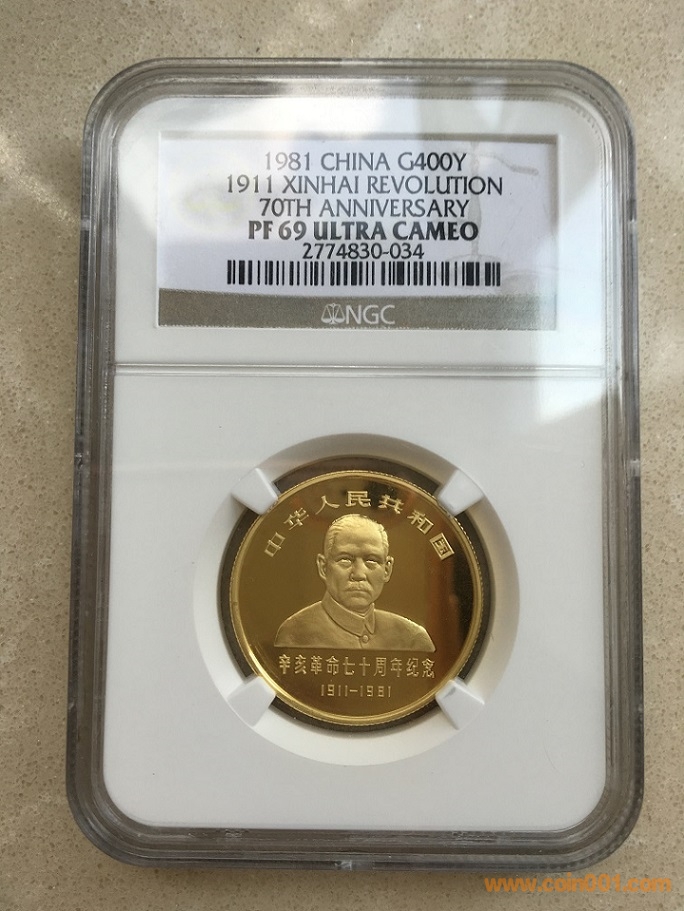 1981 CHINA G400Y
1911 XINHAI REVOLUTION
70TH ANNIVERSARY
PF 69 ULTRA CAMEO
2774830-034
NGC
中华人民共和国
辛亥革命七十周年纪念
1911-1981
www.coin001.com